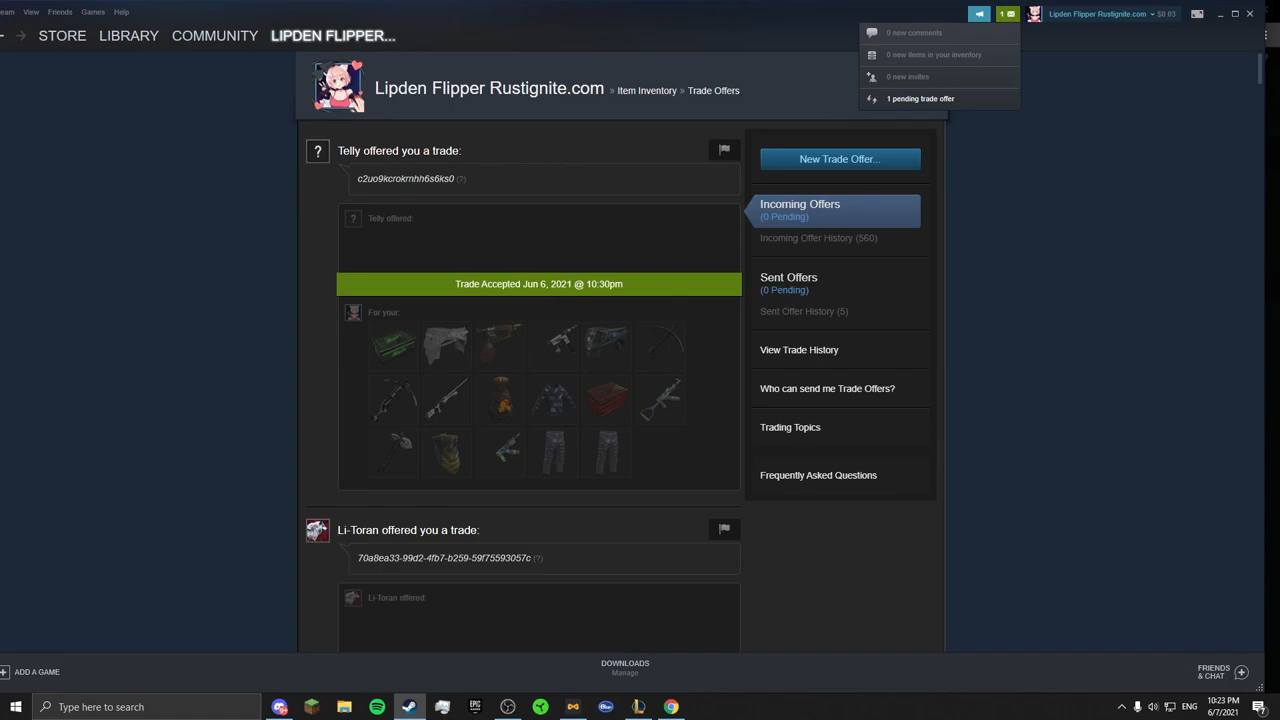 eam View Friends Games Help
1 Lipden Flipper Rustignite.com $0.03
STORE LIBRARY COMMUNITY LIPDEN FLIPPER...
0 new comments
0 new items in your inventory
0 new invites
1 pending trade offer
Lipden Flipper Rustignite.com » Item Inventory » Trade Offers
Telly offered you a trade:
c2uo9kcrokrnhh6s6ks0 (?)
? Telly offered:
Trade Accepted Jun 6, 2021 @ 10:30pm
For your:
Li-Toran offered you a trade:
70a8ea33-99d2-4fb7-b259-59f75593057c (?)
Li-Toran offered:
New Trade Offer...
Incoming Offers
(0 Pending)
Incoming Offer History (560)
Sent Offers
(0 Pending)
Sent Offer History (5)
View Trade History
Who can send me Trade Offers?
Trading Topics
Frequently Asked Questions
ADD A GAME
DOWNLOADS
Manage
FRIENDS
& CHAT
Type here to search
EPIC
ENG
10:23 PM
6/7/2021